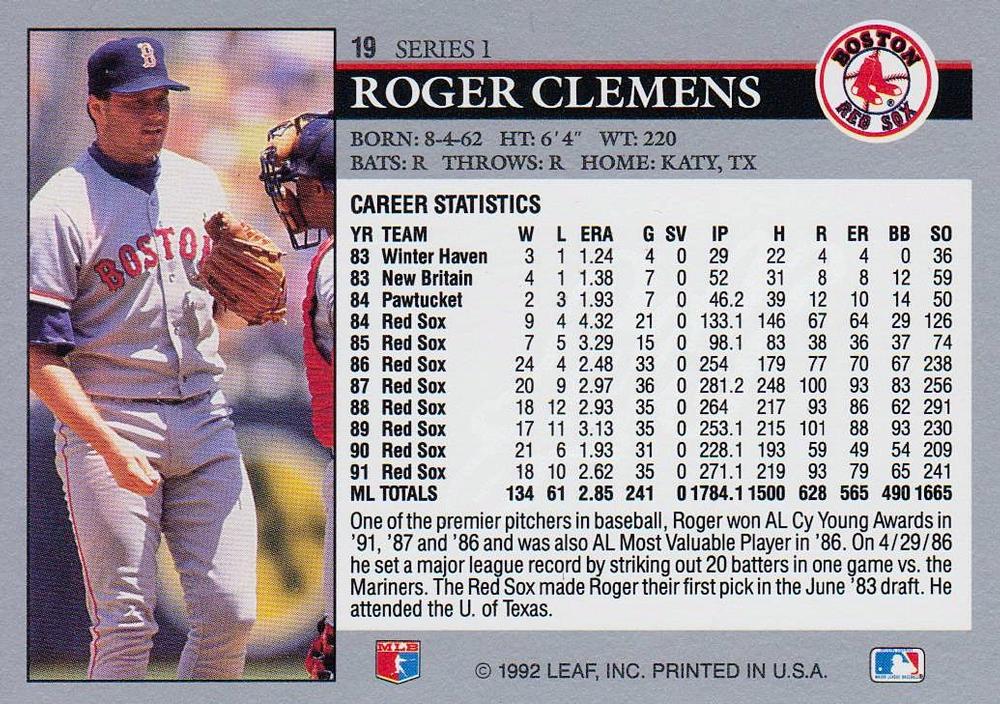 19 SERIES 1
ROGER CLEMENS
BOSTON
RED SOX
BORN: 8-4-62 HT: 6'4" WT: 220
BATS: R THROWS: R HOME: KATY, TX
B
BOSTO
CAREER STATISTICS
YR TEAM W L ERA G SV IP H R ER BB SO
83 Winter Haven 3 1 1.24 4 0 29 22 4 4 0 36
83 New Britain 4 1 1.38 7 0 52 31 8 8 12 59
84 Pawtucket 2 3 1.93 7 0 46.2 39 12 10 14 50
84 Red Sox 9 4 4.32 21 0 133.1 146 67 64 29 126
85 Red Sox 7 5 3.29 15 0 98.1 83 38 36 37 74
86 Red Sox 24 4 2.48 33 0 254 179 77 70 67 238
87 Red Sox 20 9 2.97 36 0 281.2 248 100 93 83 256
88 Red Sox 18 12 2.93 35 0 264 217 93 86 62 291
89 Red Sox 17 11 3.13 35 0 253.1 215 101 88 93 230
90 Red Sox 21 6 1.93 31 0 228.1 193 59 49 54 209
91 Red Sox 18 10 2.62 35 0 271.1 219 93 79 65 241
ML TOTALS 134 61 2.85 241 0 1784.1 1500 628 565 490 1665
One of the premier pitchers in baseball, Roger won AL Cy Young Awards in
'91, '87 and '86 and was also AL Most Valuable Player in '86. On 4/29/86
he set a major league record by striking out 20 batters in one game vs. the
Mariners. The Red Sox made Roger their first pick in the June '83 draft. He
attended the U. of Texas.
MLB
© 1992 LEAF, INC. PRINTED IN U.S.A.